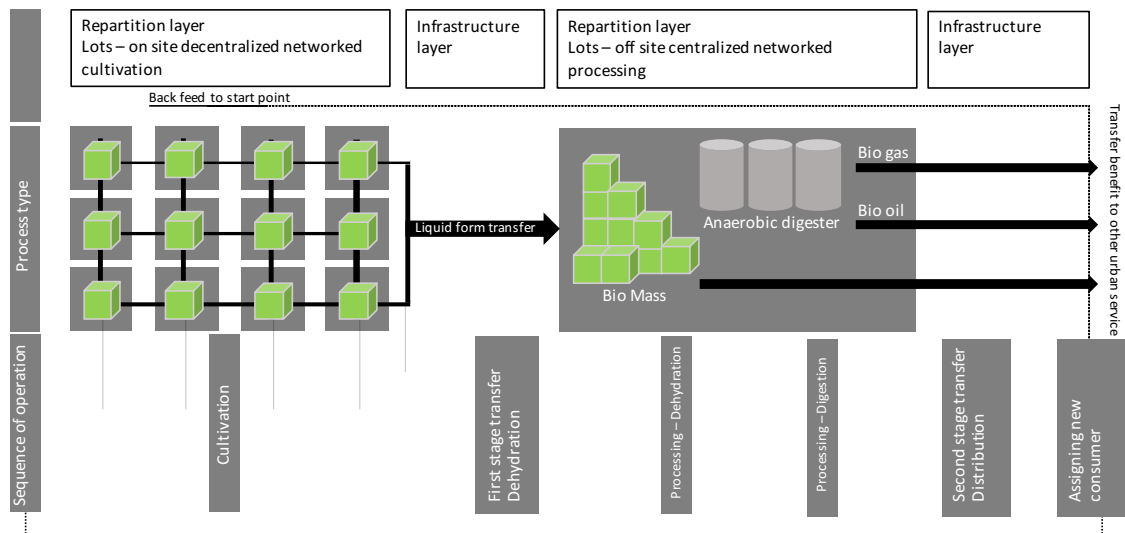 Repartition layer
Lots – on site decentralized networked
cultivation
Infrastructure
layer
Repartition layer
Lots – off site centralized networked
processing
Infrastructure
layer
Back feed to start point
Transfer benefit to other urban service
Process type
Liquid form transfer
Bio Mass
Anaerobic digester
Bio gas
Bio oil
Sequence of operation
Cultivation
First stage transfer
Dehydration
Processing – Dehydration
Processing – Digestion
Second stage transfer
Distribution
Assigning new
consumer